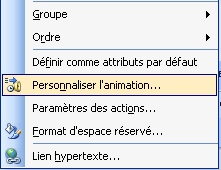 Groupe
Ordre
Définir comme attributs par défaut
Personnaliser l'animation...
Paramètres des actions...
Format d'espace réservé...
Lien hypertexte...